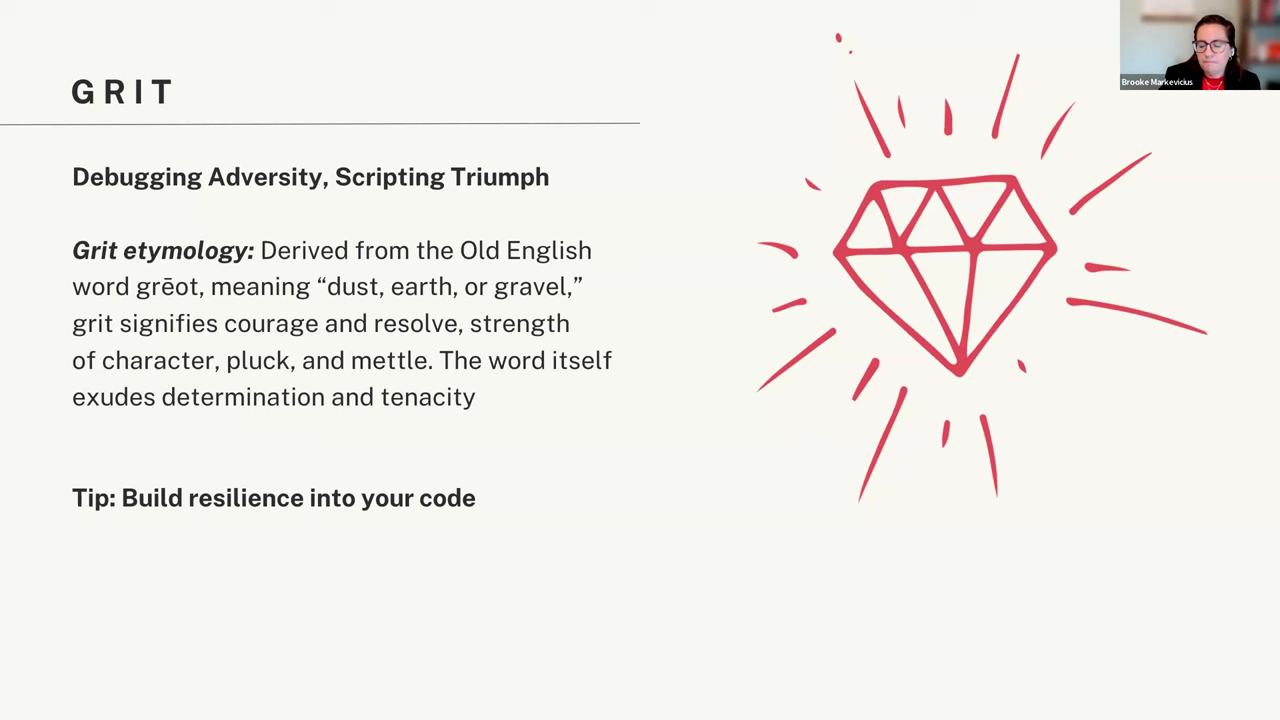 GRIT
Debugging Adversity, Scripting Triumph
Grit etymology: Derived from the Old English
word grēot, meaning “dust, earth, or gravel,”
grit signifies courage and resolve, strength
of character, pluck, and mettle. The word itself
exudes determination and tenacity
Tip: Build resilience into your code
Brooke Markevicius